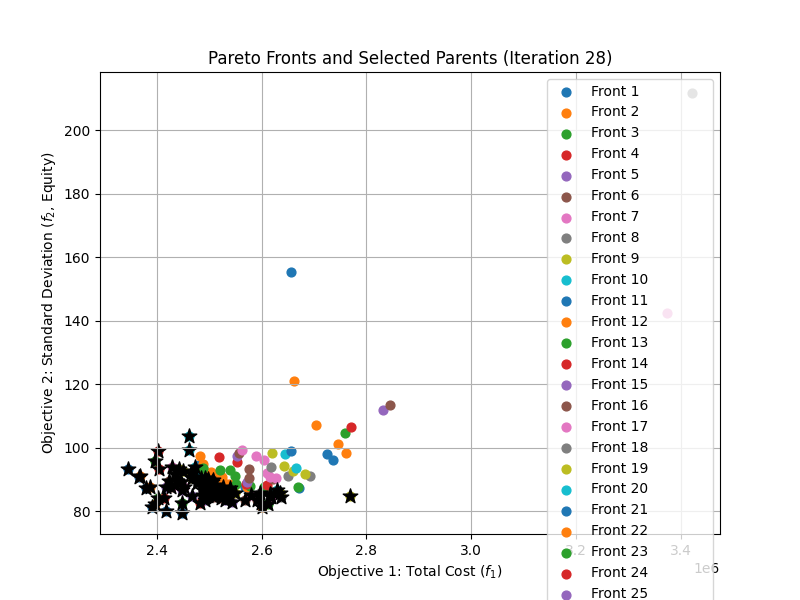 Pareto Fronts and Selected Parents (Iteration 28)
Objective 2: Standard Deviation (f2, Equity)
200
180
160
140
120
100
80
2.4
2.6
2.8
3.0
3.2
3.4
1e6
Objective 1: Total Cost (f1)
Front 1
Front 2
Front 3
Front 4
Front 5
Front 6
Front 7
Front 8
Front 9
Front 10
Front 11
Front 12
Front 13
Front 14
Front 15
Front 16
Front 17
Front 18
Front 19
Front 20
Front 21
Front 22
Front 23
Front 24
Front 25